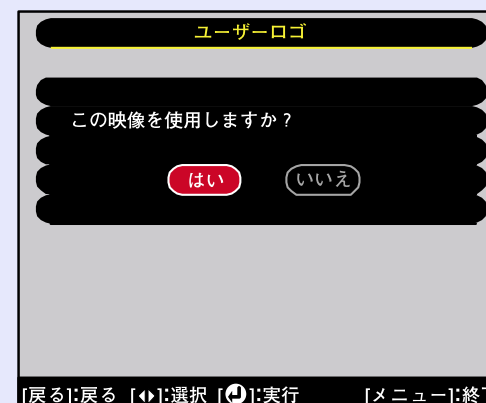 ユーザーロゴ
この映像を使用しますか？
はい　いいえ
[戻る]:戻る [◆]:選択 [⏎]:実行 [メニュー]:終了